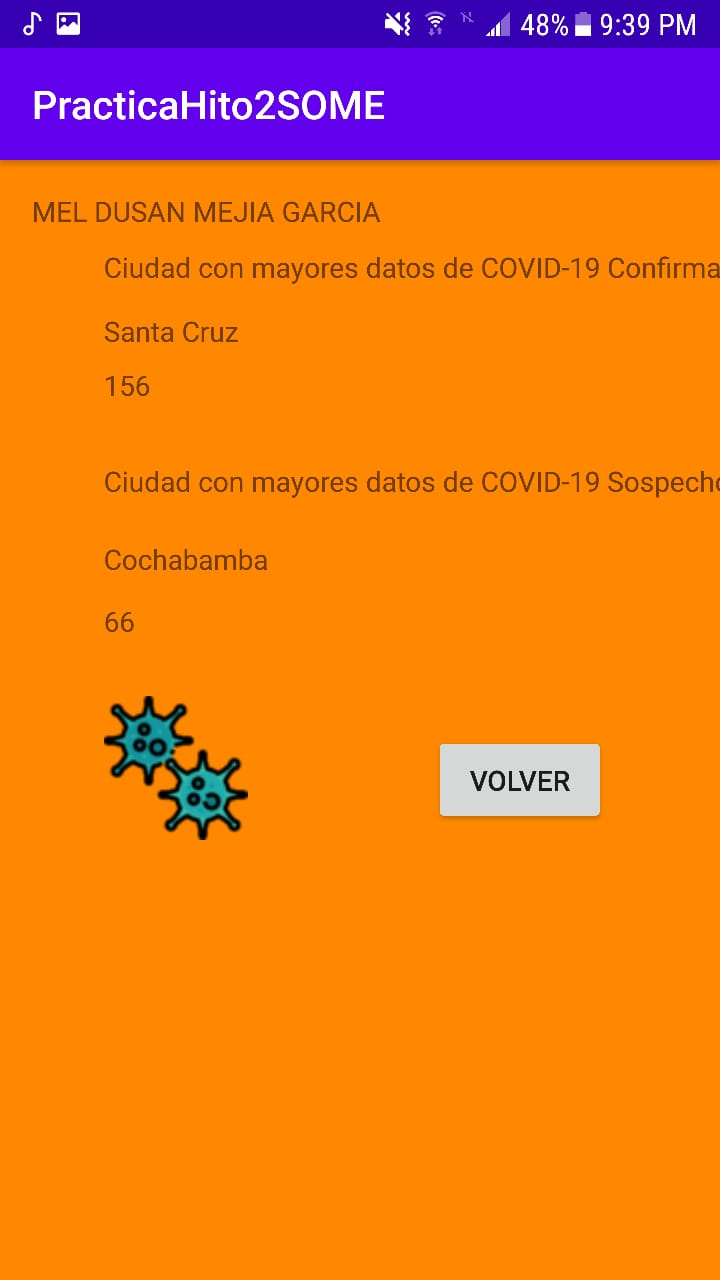 48% 9:39 PM
PracticaHito2SOME
MEL DUSAN MEJIA GARCIA
Ciudad con mayores datos de COVID-19 Confirma
Santa Cruz
156
Ciudad con mayores datos de COVID-19 Sospecho
Cochabamba
66
VOLVER